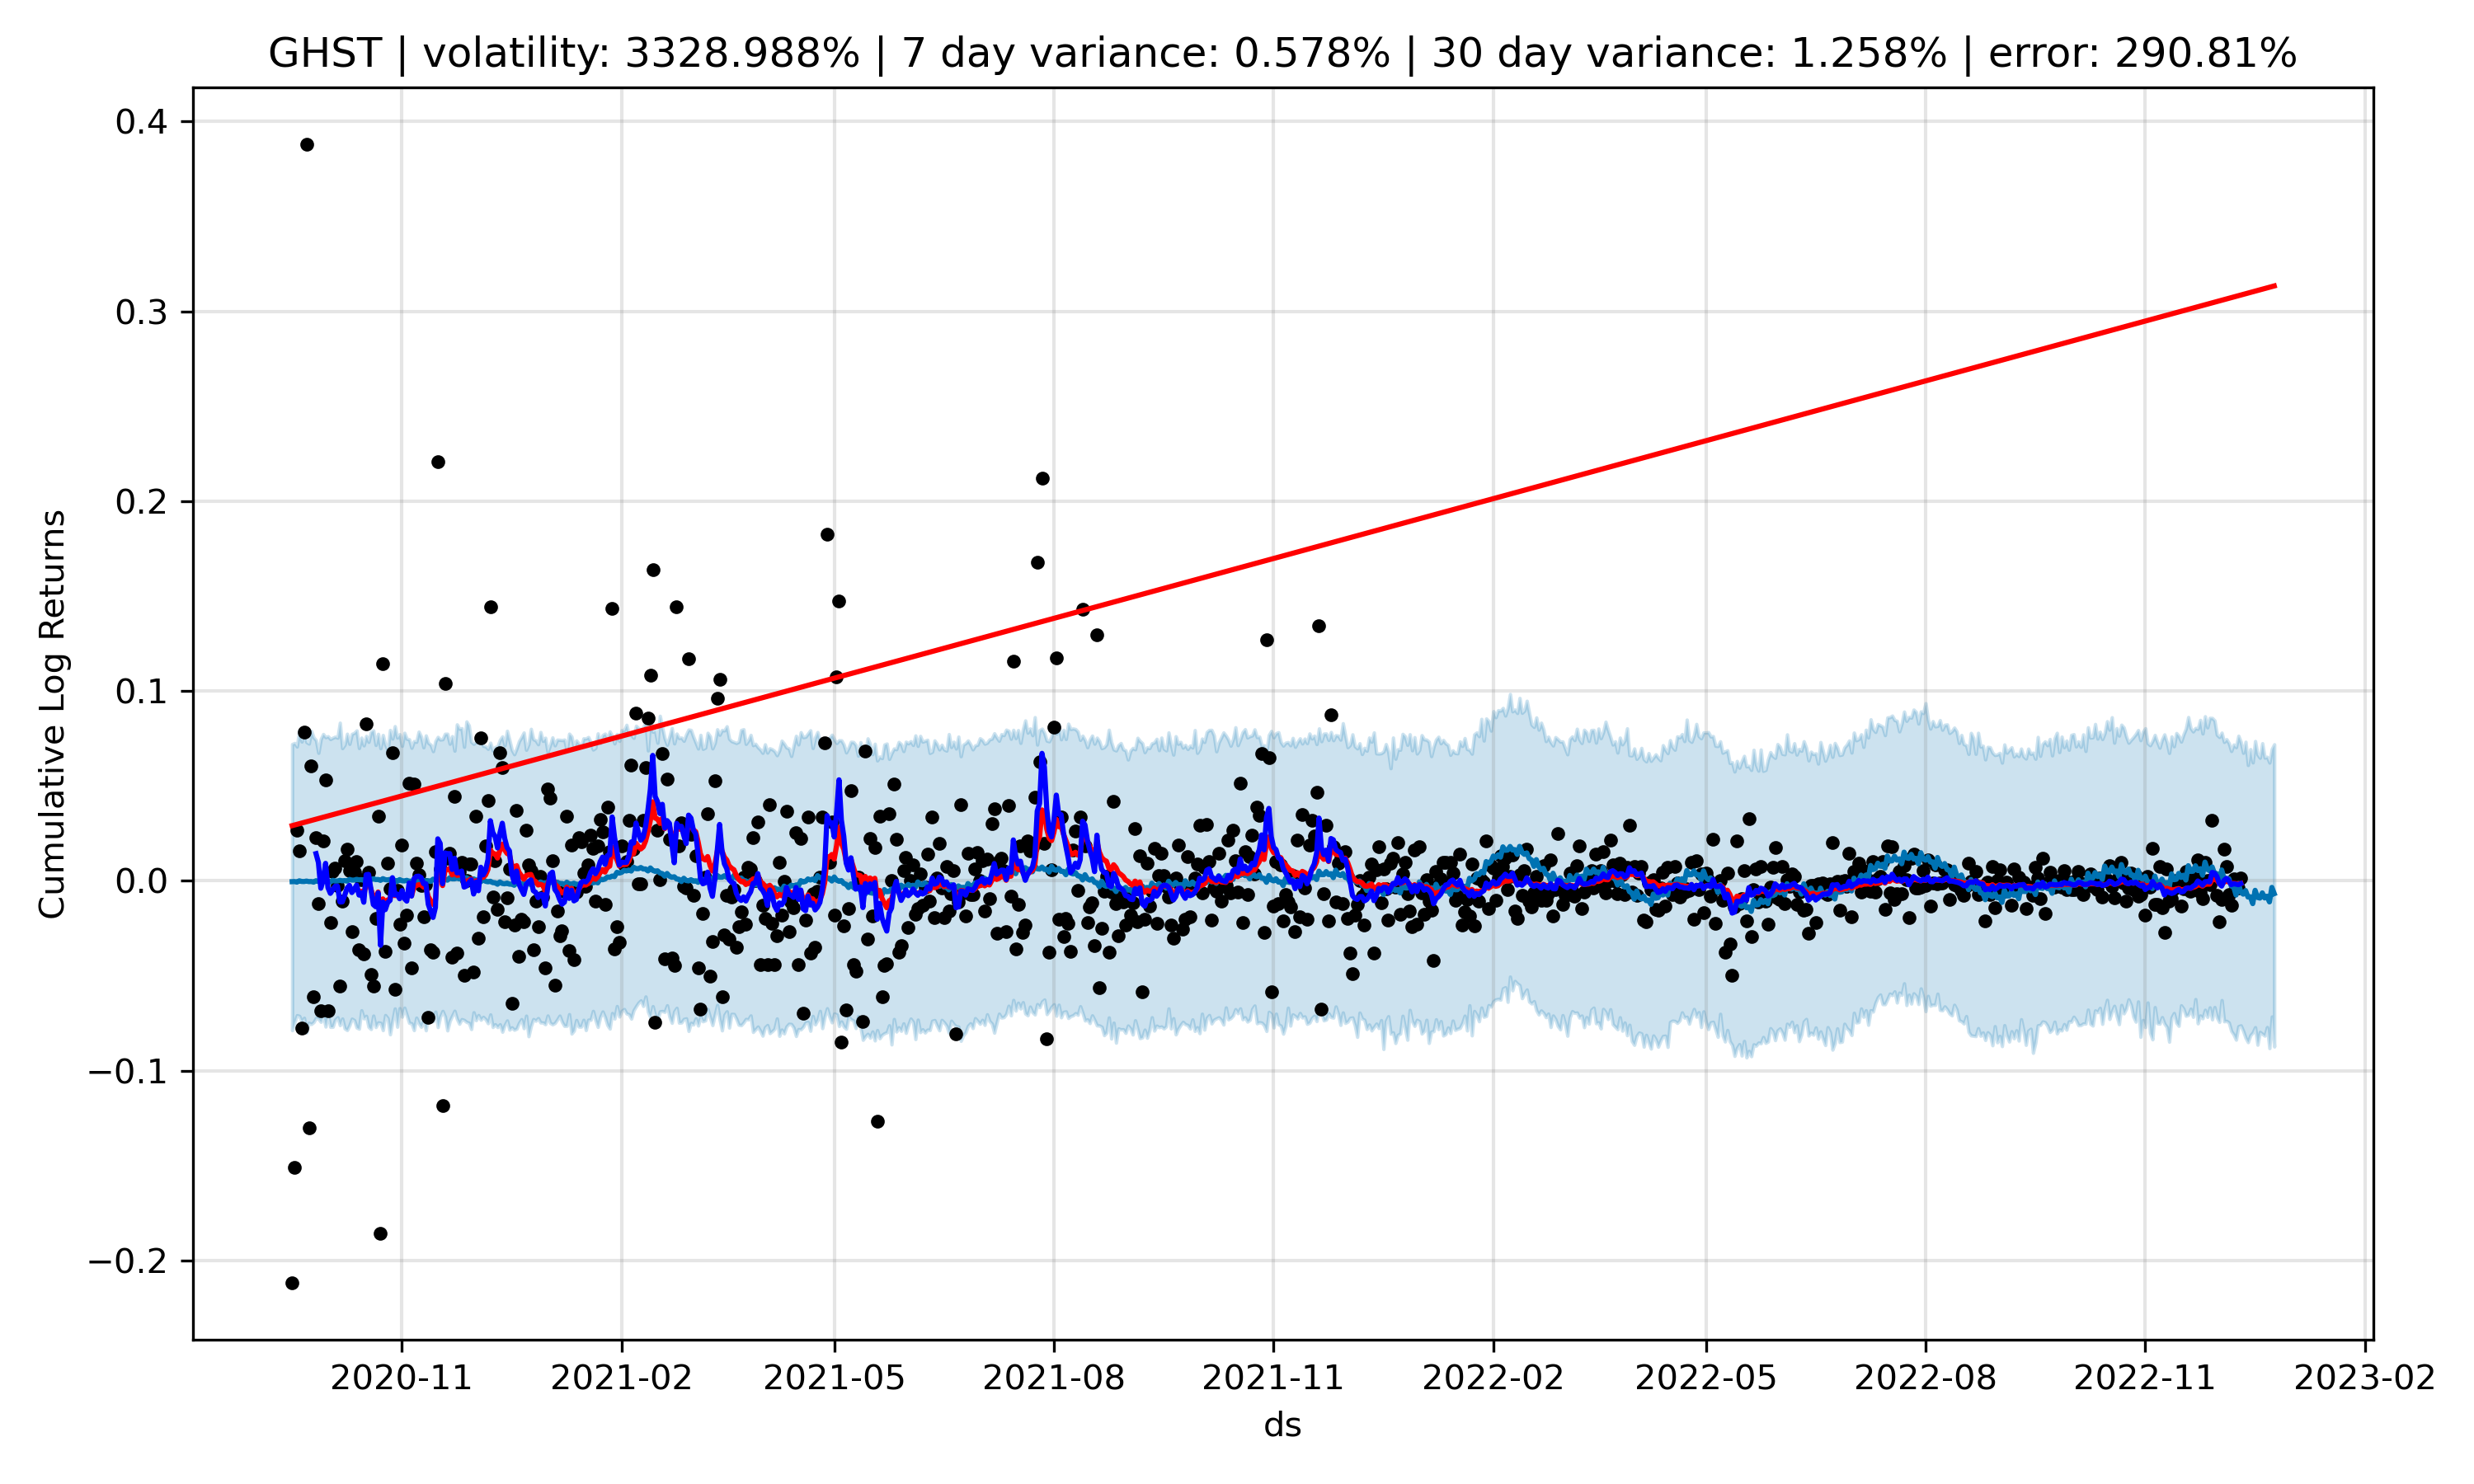 GHST | volatility: 3328.988% | 7 day variance: 0.578% | 30 day variance: 1.258% | error: 290.81%
Cumulative Log Returns
0.4
0.3
0.2
0.1
0.0
−0.1
−0.2
2020-11 2021-02 2021-05 2021-08 2021-11 2022-02 2022-05 2022-08 2022-11 2023-02
ds